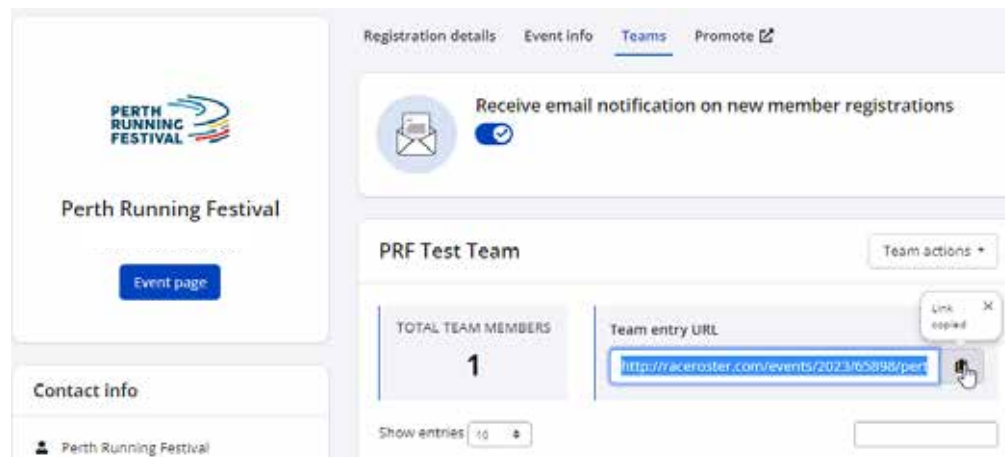 Registration details Event info Teams Promote
Receive email notification on new member registrations
PERTH
RUNNING
FESTIVAL
Perth Running Festival
Event page
PRF Test Team
Team actions
Link
copied
TOTAL TEAM MEMBERS
1
Team entry URL
http://raceroster.com/events/2023/65898/pert
Contact info
Perth Running Festival
Show entries 10